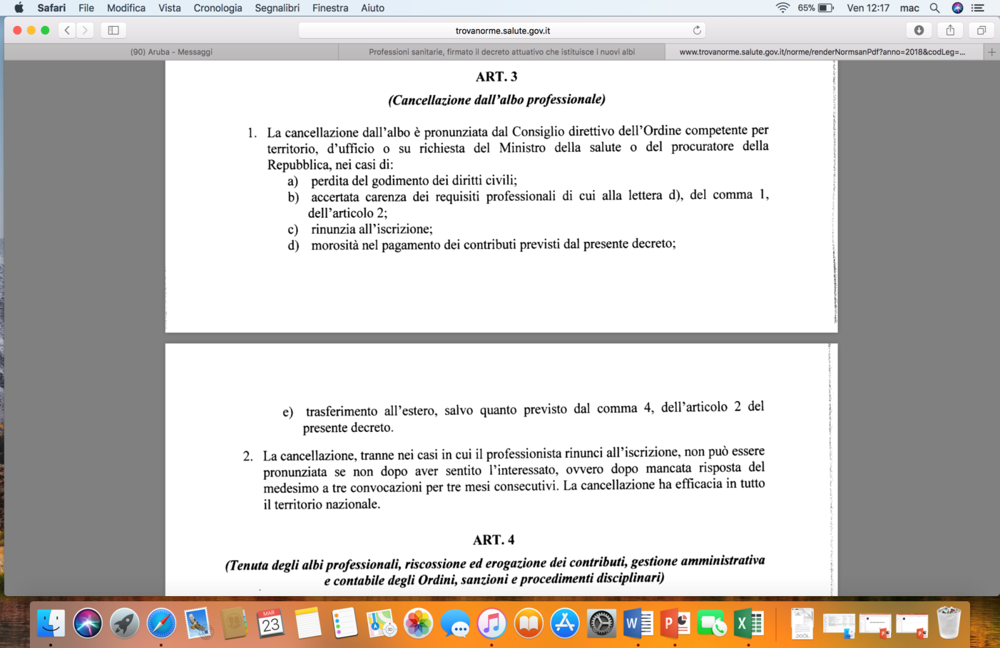 Safari File Modifica Vista Cronologia Segnalibri Finestra Aiuto 65% Ven 12:17 mac
trovanorme.salute.gov.it
(90) Aruba - Messaggi
Professioni sanitarie, firmato il decreto attuativo che istituisce i nuovi albi
www.trovanorme.salute.gov.it/norme/renderNormsanPdf?anno=2018&codLeg=...
ART. 3
(Cancellazione dall'albo professionale)
1. La cancellazione dall'albo è pronunziata dal Consiglio direttivo dell'Ordine competente per
territorio, d'ufficio o su richiesta del Ministro della salute o del procuratore della
Repubblica, nei casi di:
a) perdita del godimento dei diritti civili;
b) accertata carenza dei requisiti professionali di cui alla lettera d), del comma 1,
dell'articolo 2;
c) rinunzia all'iscrizione;
d) morosità nel pagamento dei contributi previsti dal presente decreto;
e) trasferimento all'estero, salvo quanto previsto dal comma 4, dell'articolo 2 del
presente decreto.
2. La cancellazione, tranne nei casi in cui il professionista rinunci all'iscrizione, non può essere
pronunziata se non dopo aver sentito l'interessato, ovvero dopo mancata risposta del
medesimo a tre convocazioni per tre mesi consecutivi. La cancellazione ha efficacia in tutto
il territorio nazionale.
ART. 4
(Tenuta degli albi professionali, riscossione ed erogazione dei contributi, gestione amministrativa
e contabile degli Ordini, sanzioni e procedimenti disciplinari)
MAR
23
3D
W
P
X
DOCX
P
P